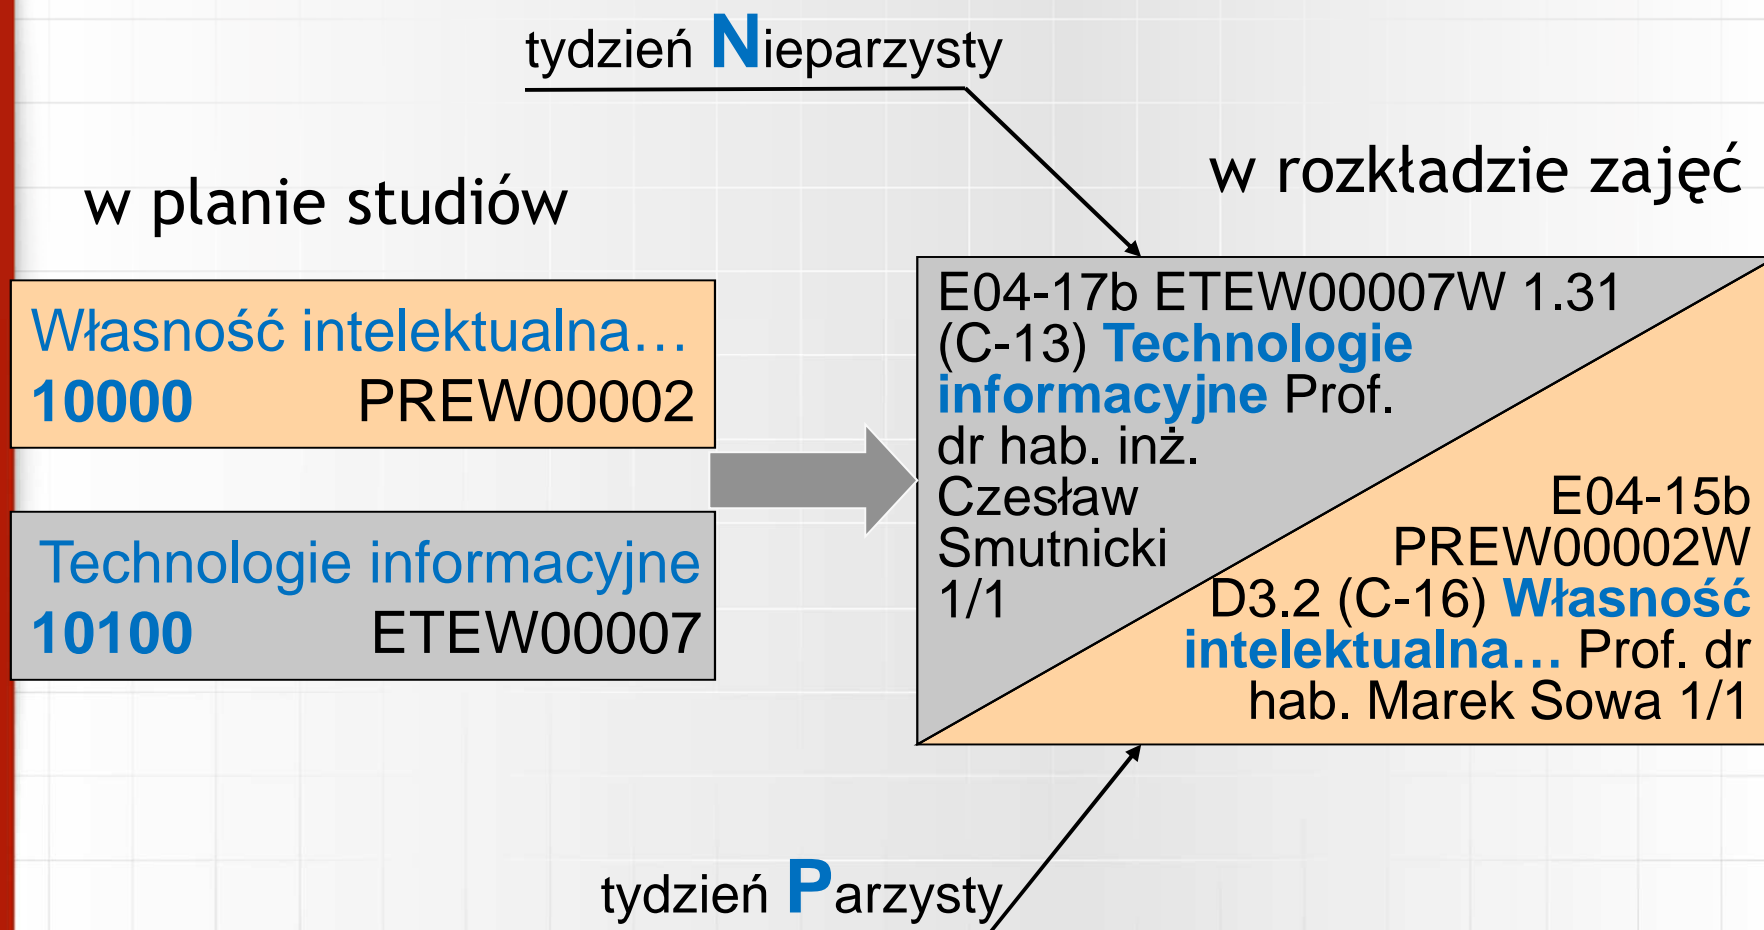 tydzień Nieparzysty
w planie studiów
w rozkładzie zajęć
Własność intelektualna…
10000 PREW00002
Technologie informacyjne
10100 ETEW00007
E04-17b ETEW00007W 1.31
(C-13) Technologie
informacyjne Prof.
dr hab. inż.
Czesław
Smutnicki
1/1
E04-15b
PREW00002W
D3.2 (C-16) Własność
intelektualna… Prof. dr
hab. Marek Sowa 1/1
tydzień Parzysty